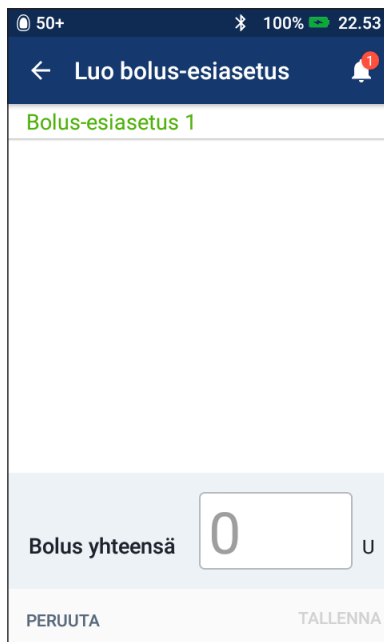 50+ 100% 22.53
Luo bolus-esiasetus 1
Bolus-esiasetus 1
Bolus yhteensä 0 U
PERUUTA TALLENNA